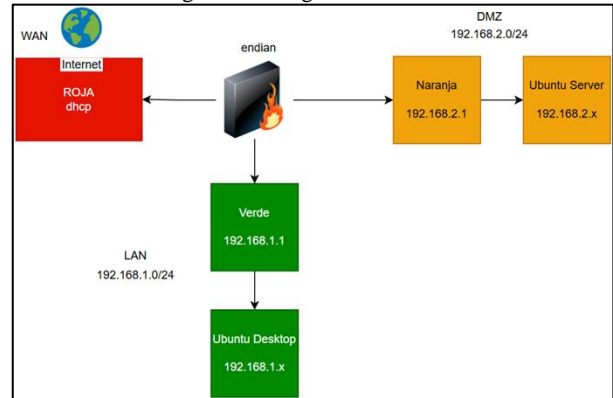 WAN
Internet
ROJA
dhcp
endian
DMZ
192.168.2.0/24
Naranja
192.168.2.1
Ubuntu Server
192.168.2.x
Verde
192.168.1.1
LAN
192.168.1.0/24
Ubuntu Desktop
192.168.1.x